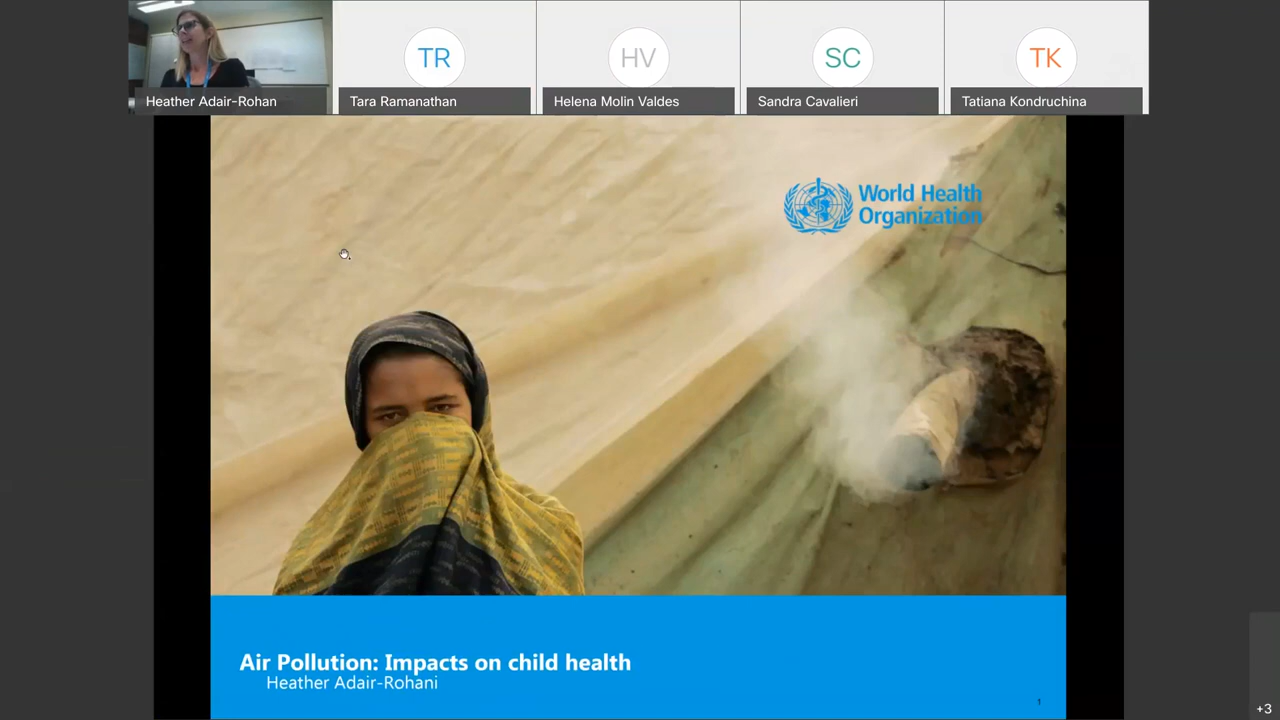 TR
HV
SC
TK
Heather Adair-Rohan
Tara Ramanathan
Helena Molin Valdes
Sandra Cavalieri
Tatiana Kondruchina
World Health
Organization
Air Pollution: Impacts on child health
Heather Adair-Rohani
1
+3